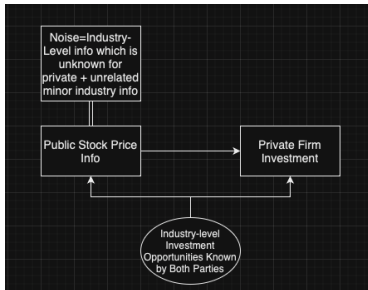 Noise=Industry-
Level info which is
unknown for
private + unrelated
minor industry info
Public Stock Price
Info
Private Firm
Investment
Industry-level
Investment
Opportunities Known
by Both Parties